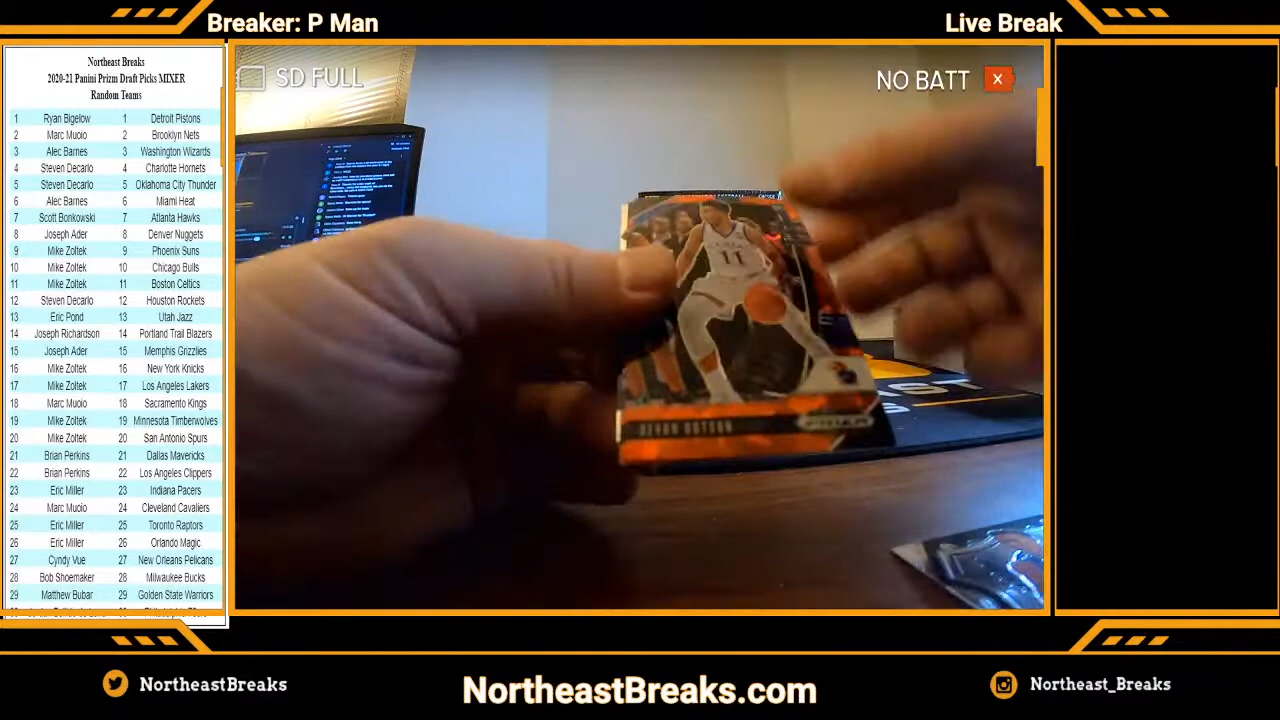 Breaker: P Man
Live Break
Northeast Breaks
2020-21 Panini Prizm Draft Picks MIXER
Random Teams
1 Ryan Bigelow 1 Detroit Pistons
2 Marc Muoio 2 Brooklyn Nets
3 Alec Barnes 3 Washington Wizards
4 Steven Decarlo 4 Charlotte Hornets
5 Steven Decarlo 5 Oklahoma City Thunder
6 Alec Barnes 6 Miami Heat
7 Scott Bonkowski 7 Atlanta Hawks
8 Joseph Ader 8 Denver Nuggets
9 Mike Zoltek 9 Phoenix Suns
10 Mike Zoltek 10 Chicago Bulls
11 Mike Zoltek 11 Boston Celtics
12 Steven Decarlo 12 Houston Rockets
13 Eric Pond 13 Utah Jazz
14 Joseph Richardson 14 Portland Trail Blazers
15 Joseph Ader 15 Memphis Grizzlies
16 Mike Zoltek 16 New York Knicks
17 Mike Zoltek 17 Los Angeles Lakers
18 Marc Muoio 18 Sacramento Kings
19 Mike Zoltek 19 Minnesota Timberwolves
20 Mike Zoltek 20 San Antonio Spurs
21 Brian Perkins 21 Dallas Mavericks
22 Brian Perkins 22 Los Angeles Clippers
23 Eric Miller 23 Indiana Pacers
24 Marc Muoio 24 Cleveland Cavaliers
25 Eric Miller 25 Toronto Raptors
26 Eric Miller 26 Orlando Magic
27 Cyndy Vue 27 New Orleans Pelicans
28 Bob Shoemaker 28 Milwaukee Bucks
29 Matthew Bubar 29 Golden State Warriors
SD FULL
NO BATT
11
DEVON DOTSON
PRIZM
NortheastBreaks
NortheastBreaks.com
Northeast_Breaks